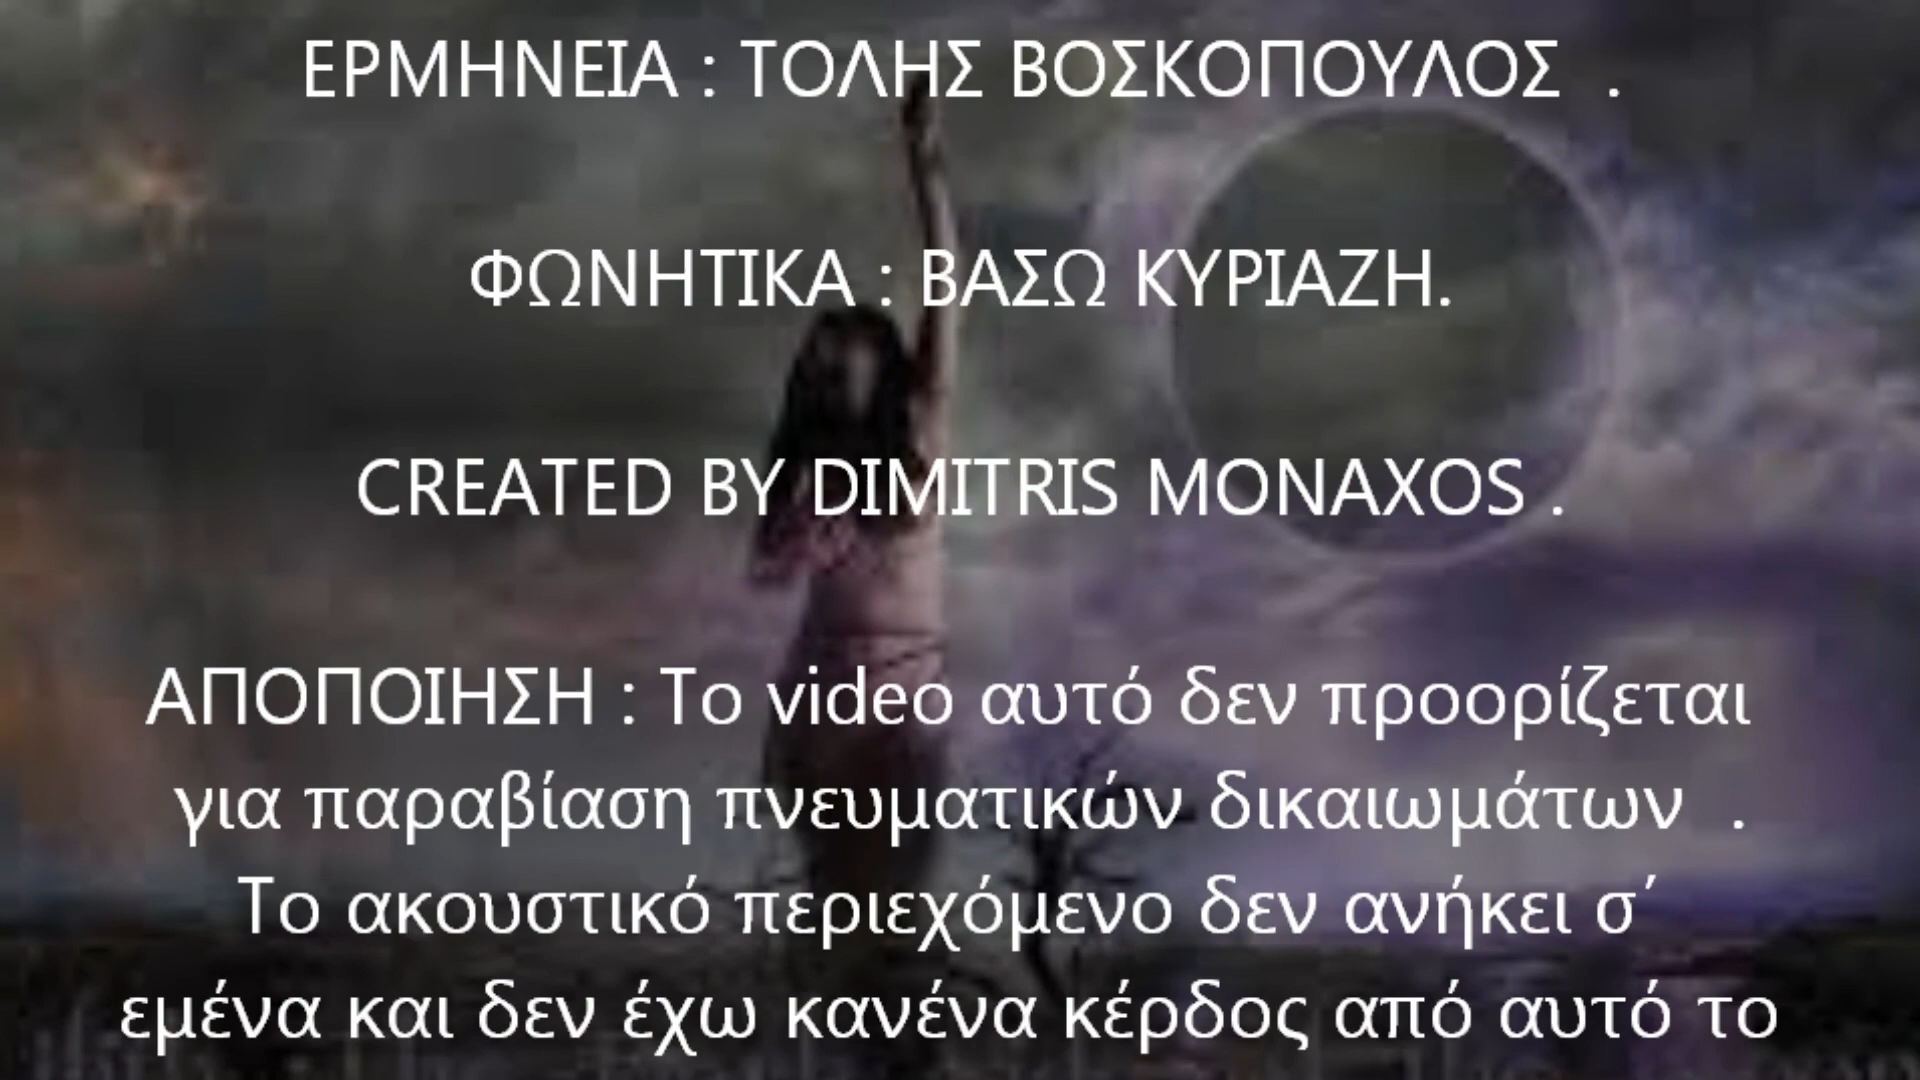 ΕΡΜΗΝΕΙΑ : ΤΟΛΗΣ ΒΟΣΚΟΠΟΥΛΟΣ .
ΦΩΝΗΤΙΚΑ : ΒΑΣΩ ΚΥΡΙΑΖΗ.
CREATED BY DIMITRIS MONAXOS .
ΑΠΟΠΟΙΗΣΗ : Το video αυτό δεν προορίζεται
για παραβίαση πνευματικών δικαιωμάτων .
Το ακουστικό περιεχόμενο δεν ανήκει σ΄
εμένα και δεν έχω κανένα κέρδος από αυτό το